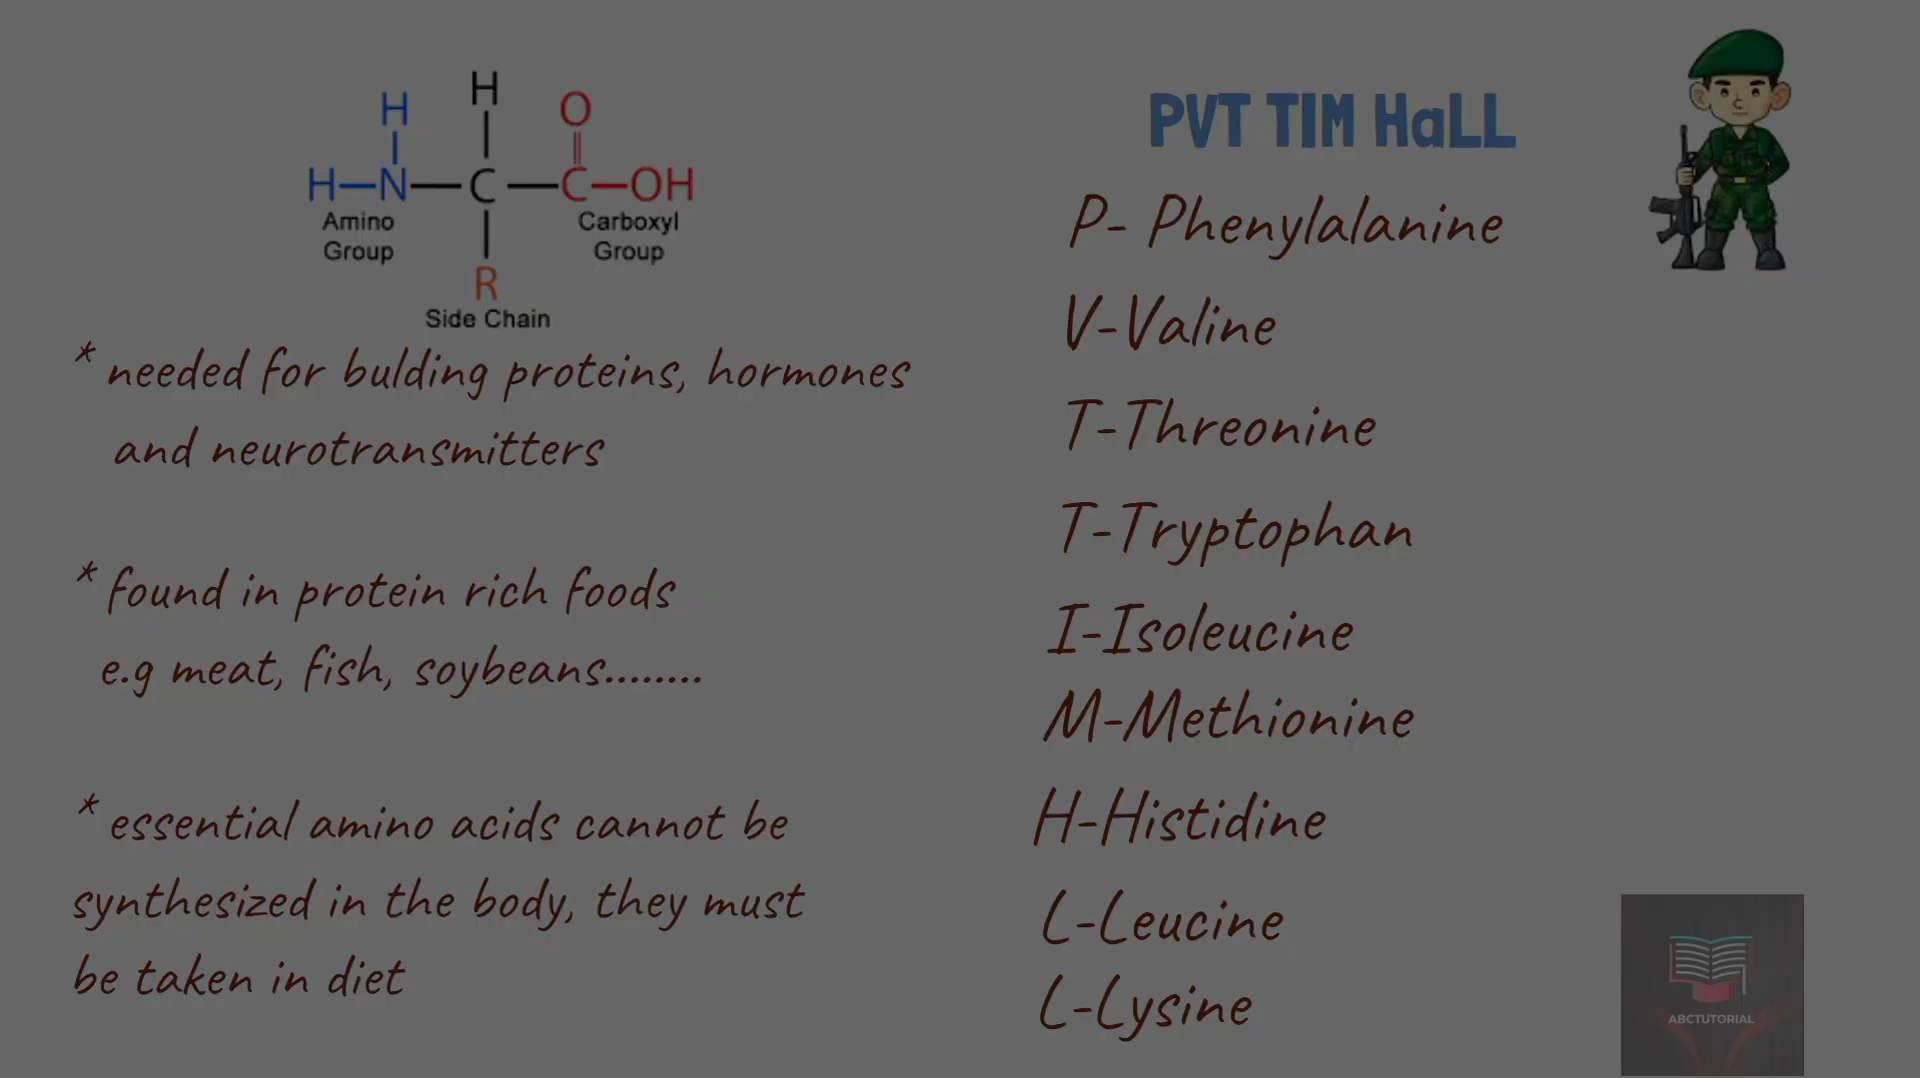 H
H
O
H—N—C—C—OH
Amino
Group
Carboxyl
Group
R
Side Chain
* needed for bulding proteins, hormones
and neurotransmitters
* found in protein rich foods
e.g meat, fish, soybeans........
* essential amino acids cannot be
synthesized in the body, they must
be taken in diet
PVT TIM HaLL
P- Phenylalanine
V-Valine
T-Threonine
T-Tryptophan
I-Isoleucine
M-Methionine
H-Histidine
L-Leucine
L-Lysine
ABCTUTORIAL